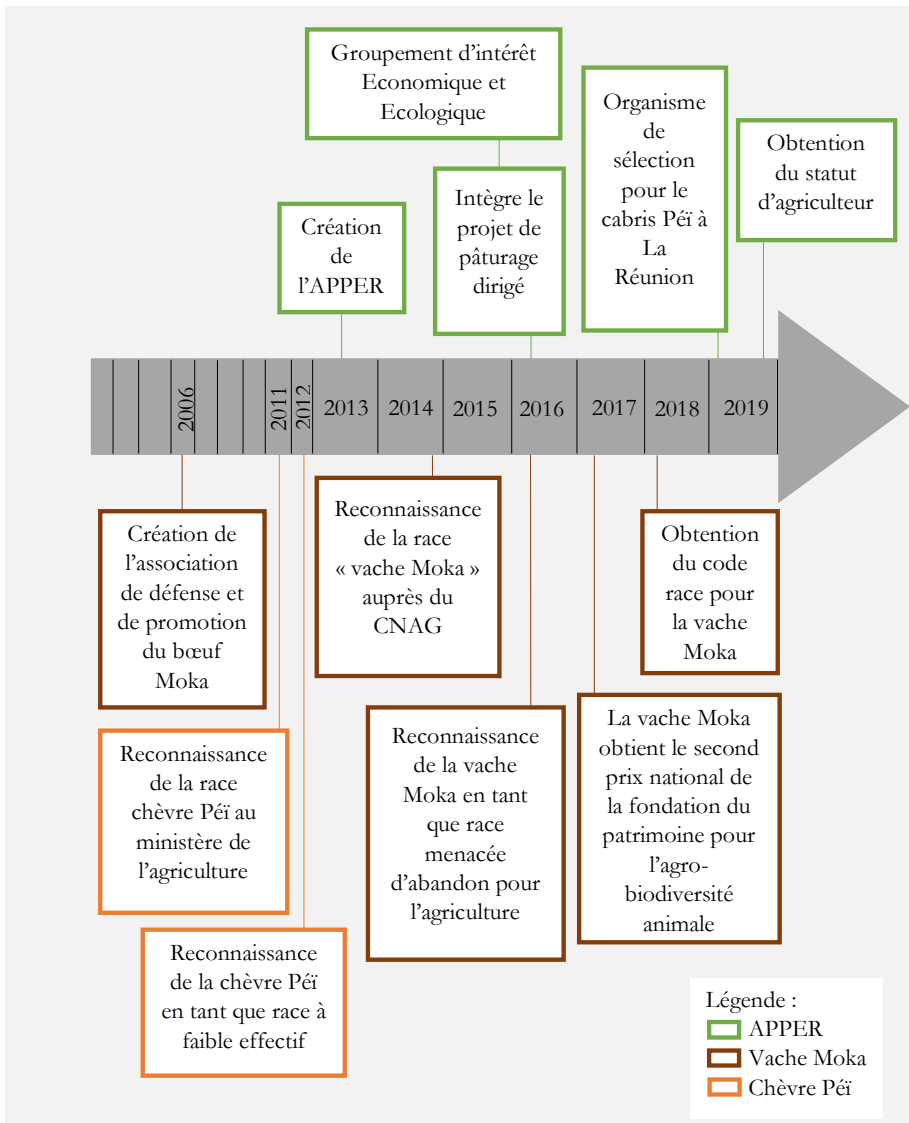 Groupement d'intérêt
Economique et
Ecologique
Organisme
de
sélection
pour le
cabris Péï à
La
Réunion
Obtention
du statut
d'agriculteur
Intègre le
projet de
pâturage
dirigé
Création
de
l'APPER
2006
2011
2012
2013
2014
2015
2016
2017
2018
2019
Création de
l'association
de défense et
de promotion
du bœuf
Moka
Reconnaissance
de la race
« vache Moka »
auprès du
CNAG
Obtention
du code
race pour
la vache
Moka
Reconnaissance
de la race
chèvre Péï au
ministère de
l'agriculture
Reconnaissance
de la vache
Moka en tant
que race
menacée
d'abandon pour
l'agriculture
La vache Moka
obtient le second
prix national de
la fondation du
patrimoine pour
l'agro-
biodiversité
animale
Reconnaissance
de la chèvre Péï
en tant que race à
faible effectif
Légende :
APPER
Vache Moka
Chèvre Péï